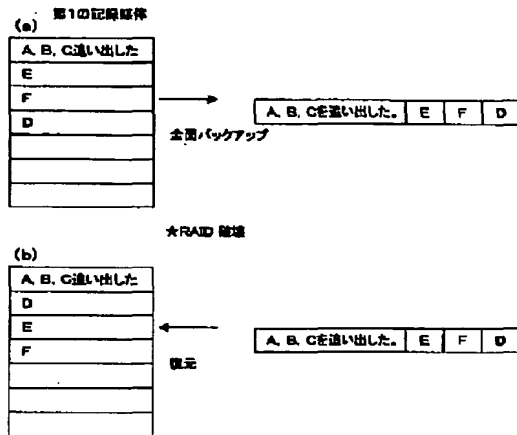 第1の記録媒体
(a)
A, B, C追い出した
E
F
D
全面バックアップ
A, B, Cを追い出した。 E F D
★RAID 破壊
(b)
A, B, C追い出した
D
E
F
復元
A, B, Cを追い出した。 E F D